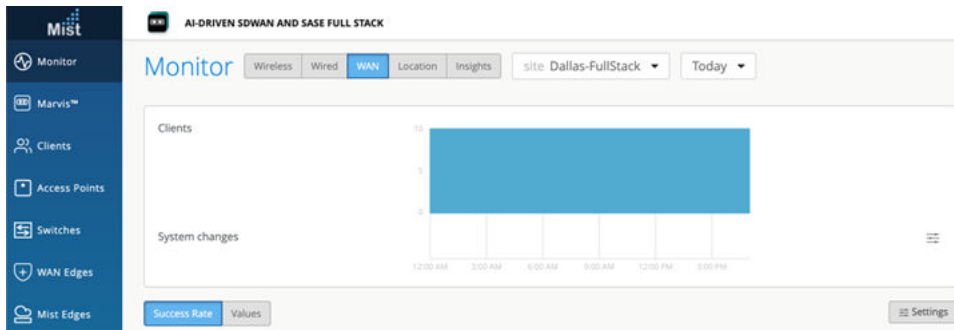 Mist
AI-DRIVEN SDWAN AND SASE FULL STACK
Monitor
Marvis™
Clients
Access Points
Switches
WAN Edges
Mist Edges
Monitor
Wireless Wired WAN Location Insights
site Dallas-FullStack
Today
Clients
10
5
0
System changes
12:00 AM 3:00 AM 6:00 AM 9:00 AM 12:00 PM 3:00 PM
Success Rate Values
Settings